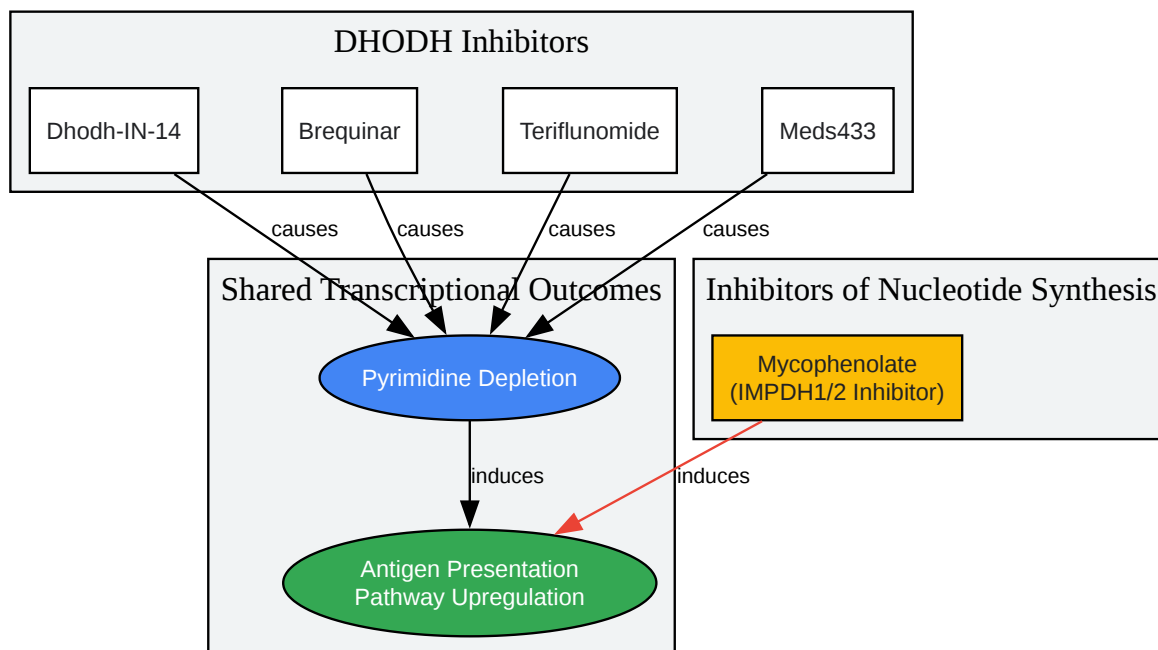 DHODH Inhibitors
Dhodh-IN-14
Brequinar
Teriflunomide
Meds433
causes
causes
causes
causes
Shared Transcriptional Outcomes
Inhibitors of Nucleotide Synthesis
Pyrimidine Depletion
Mycophenolate
(IMPDH1/2 Inhibitor)
induces
induces
Antigen Presentation
Pathway Upregulation